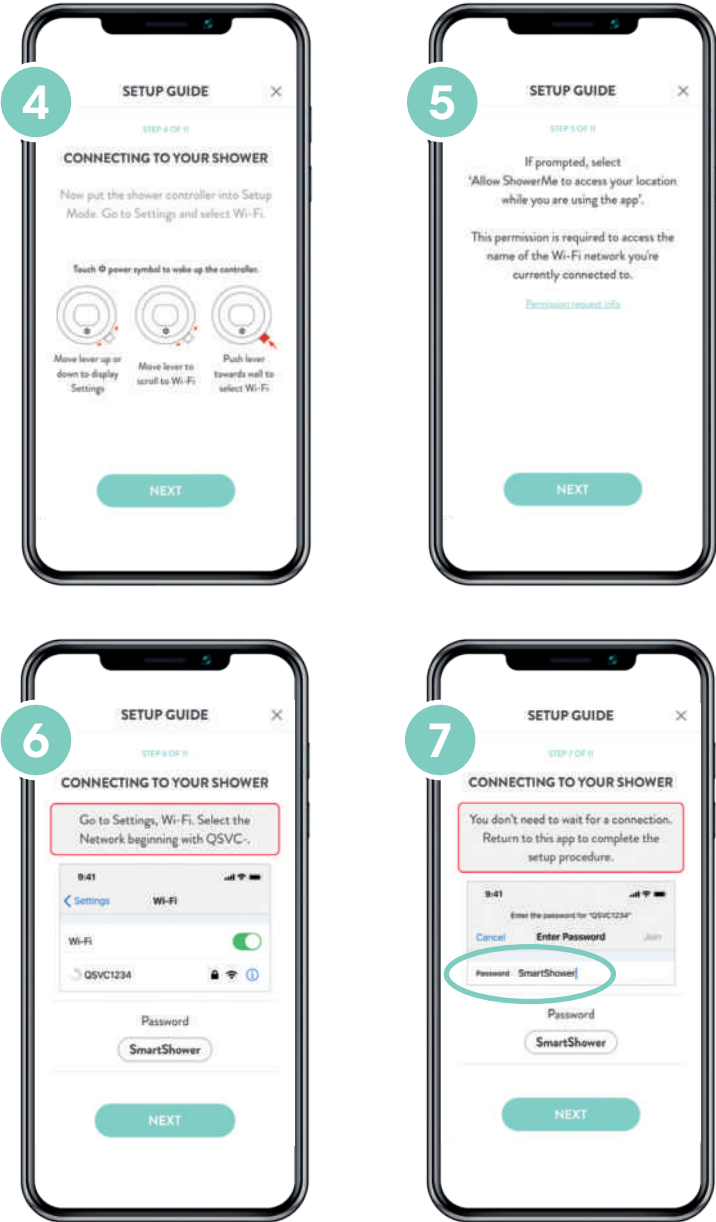 4
SETUP GUIDE
STEP 4 OF 11
CONNECTING TO YOUR SHOWER
Now put the shower controller into Setup
Mode. Go to Settings and select Wi-Fi.
Touch power symbol to wake up the controller.
Move lever up or
down to display
Settings
Move lever to
scroll to Wi-Fi
Push lever
towards wall to
select Wi-Fi
NEXT
5
SETUP GUIDE
STEP 5 OF 11
If prompted, select
'Allow ShowerMe to access your location
while you are using the app'.
This permission is required to access the
name of the Wi-Fi network you're
currently connected to.
Permission request info
NEXT
6
SETUP GUIDE
STEP 6 OF 11
CONNECTING TO YOUR SHOWER
Go to Settings, Wi-Fi. Select the
Network beginning with QSVC-.
9:41
Settings Wi-Fi
Wi-Fi
QSVC1234
Password
SmartShower
NEXT
7
SETUP GUIDE
STEP 7 OF 11
CONNECTING TO YOUR SHOWER
You don't need to wait for a connection.
Return to this app to complete the
setup procedure.
9:41
Enter the password for "QSVC1234"
Cancel Enter Password Join
Password SmartShower
Password
SmartShower
NEXT